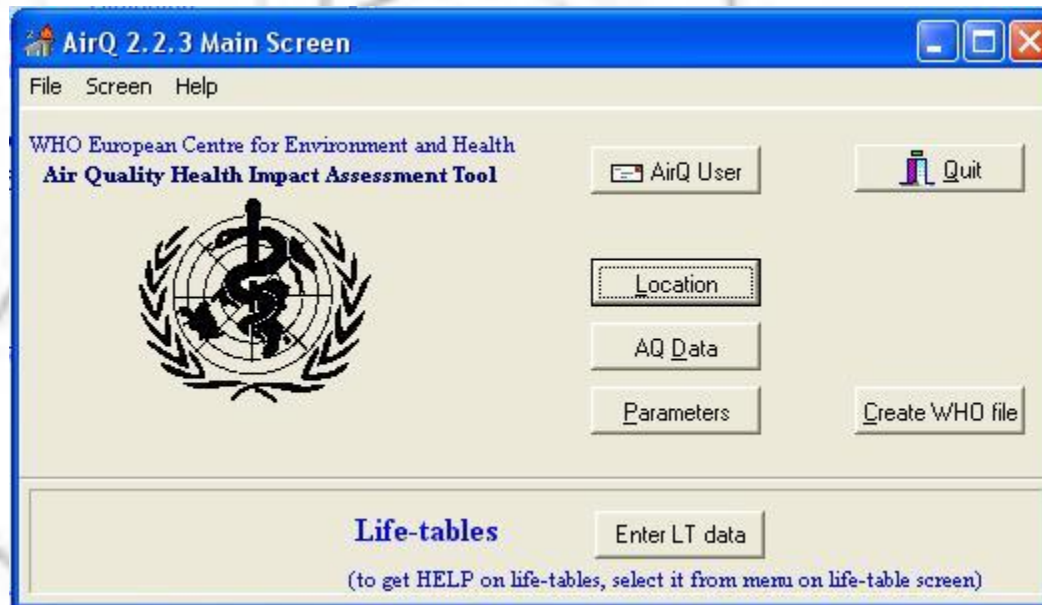 AirQ 2.2.3 Main Screen
File Screen Help
WHO European Centre for Environment and Health
Air Quality Health Impact Assessment Tool
AirQ User
Quit
Location
AQ Data
Parameters
Create WHO file
Life-tables
Enter LT data
(to get HELP on life-tables, select it from menu on life-table screen)